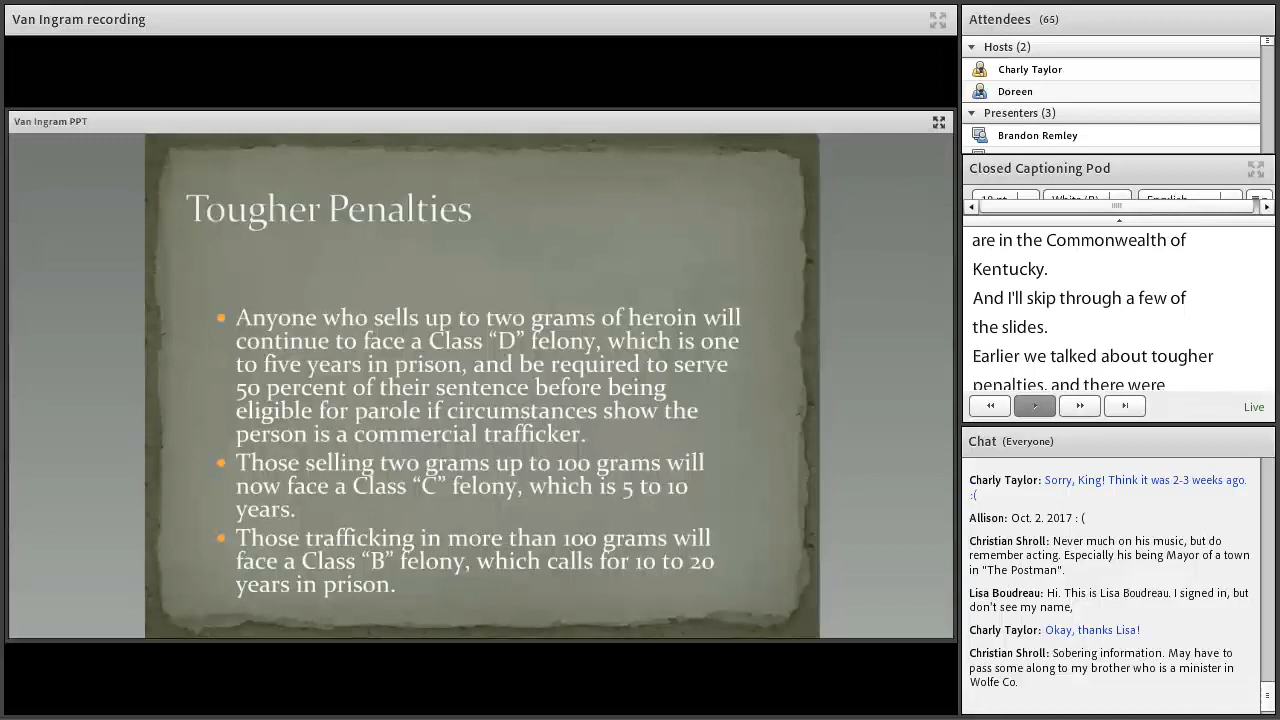 Van Ingram recording
Van Ingram PPT
Tougher Penalties
• Anyone who sells up to two grams of heroin will
continue to face a Class “D” felony, which is one
to five years in prison, and be required to serve
50 percent of their sentence before being
eligible for parole if circumstances show the
person is a commercial trafficker.
• Those selling two grams up to 100 grams will
now face a Class “C” felony, which is 5 to 10
years.
• Those trafficking in more than 100 grams will
face a Class “B” felony, which calls for 10 to 20
years in prison.
Attendees (65)
Hosts (2)
Charly Taylor
Doreen
Presenters (3)
Brandon Remley
Closed Captioning Pod
are in the Commonwealth of
Kentucky.
And I'll skip through a few of
the slides.
Earlier we talked about tougher
penalties, and there were
Live
Chat (Everyone)
Charly Taylor: Sorry, King! Think it was 2-3 weeks ago.
:(
Allison: Oct. 2. 2017 : (
Christian Shroll: Never much on his music, but do
remember acting. Especially his being Mayor of a town
in "The Postman".
Lisa Boudreau: Hi. This is Lisa Boudreau. I signed in, but
don't see my name,
Charly Taylor: Okay, thanks Lisa!
Christian Shroll: Sobering information. May have to
pass some along to my brother who is a minister in
Wolfe Co.